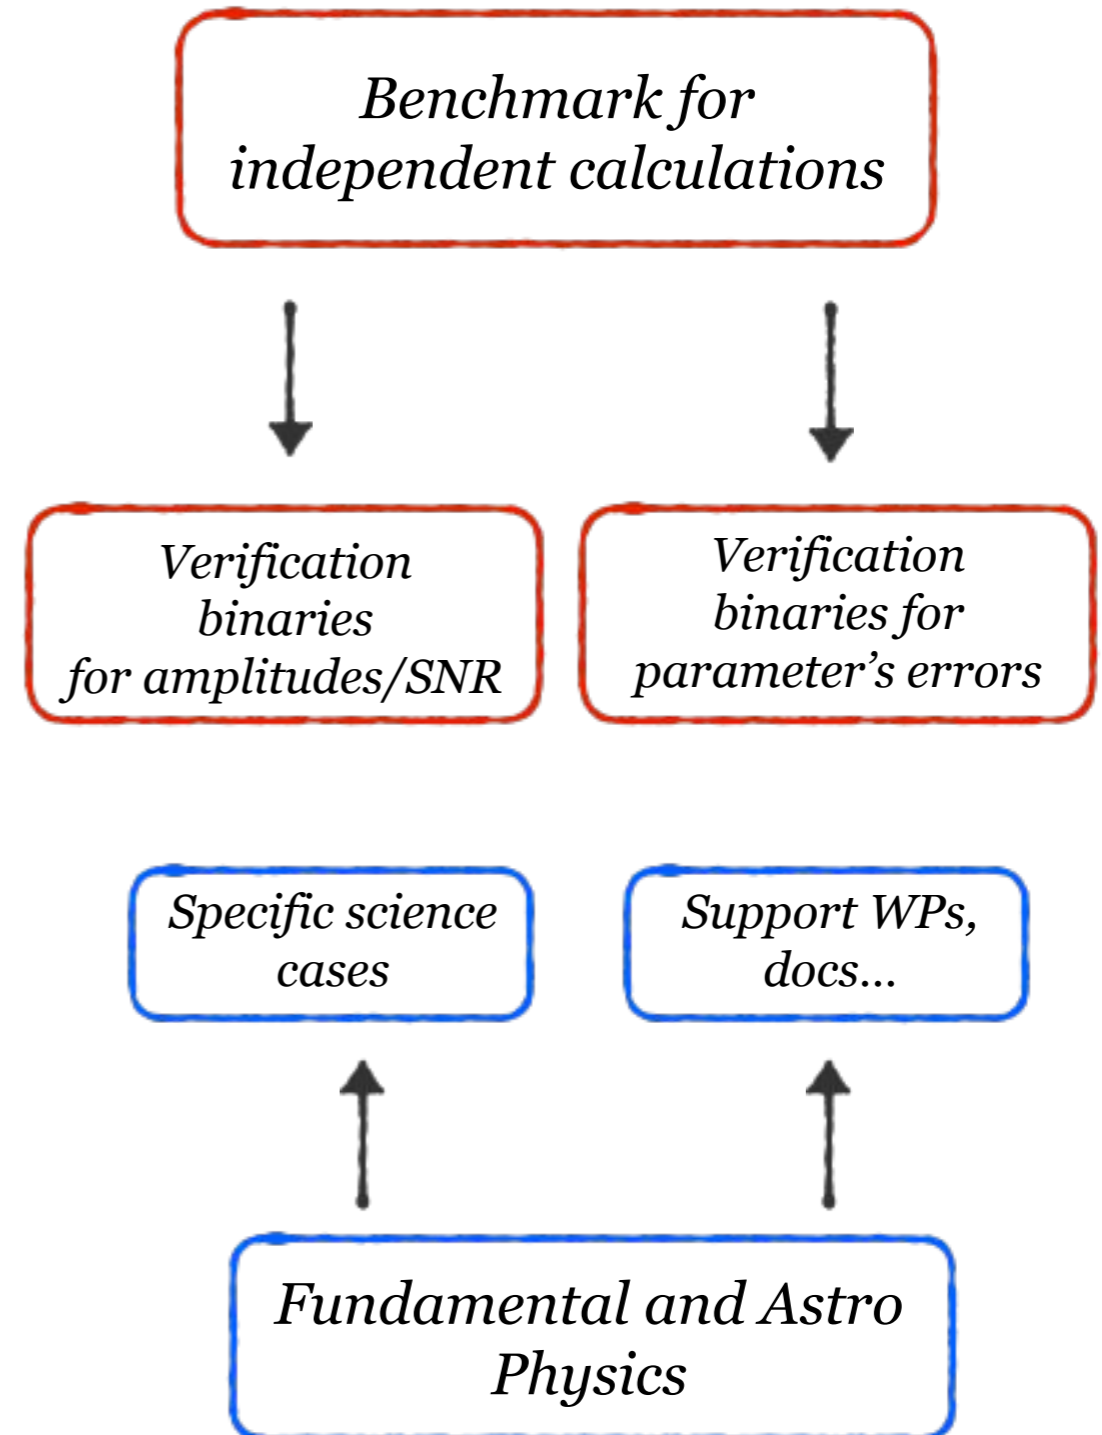 Benchmark for
independent calculations
Verification
binaries
for amplitudes/SNR
Verification
binaries for
parameter’s errors
Specific science
cases
Support WPs,
docs...
Fundamental and Astro
Physics